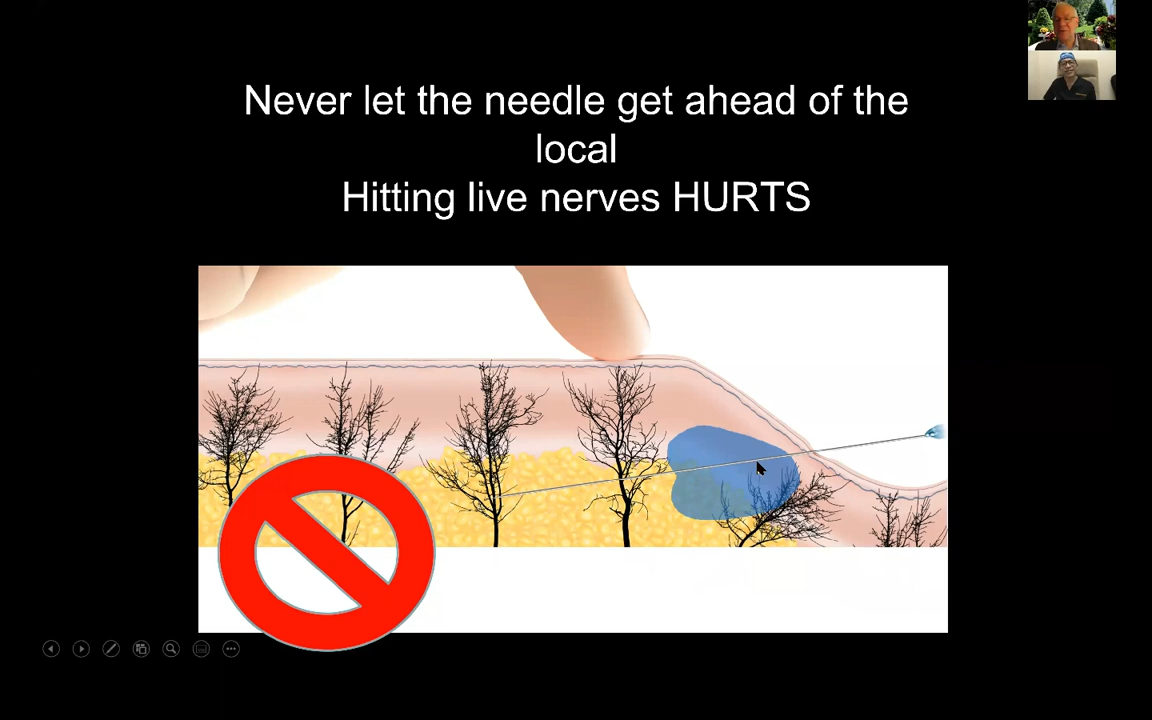 Never let the needle get ahead of the
local
Hitting live nerves HURTS